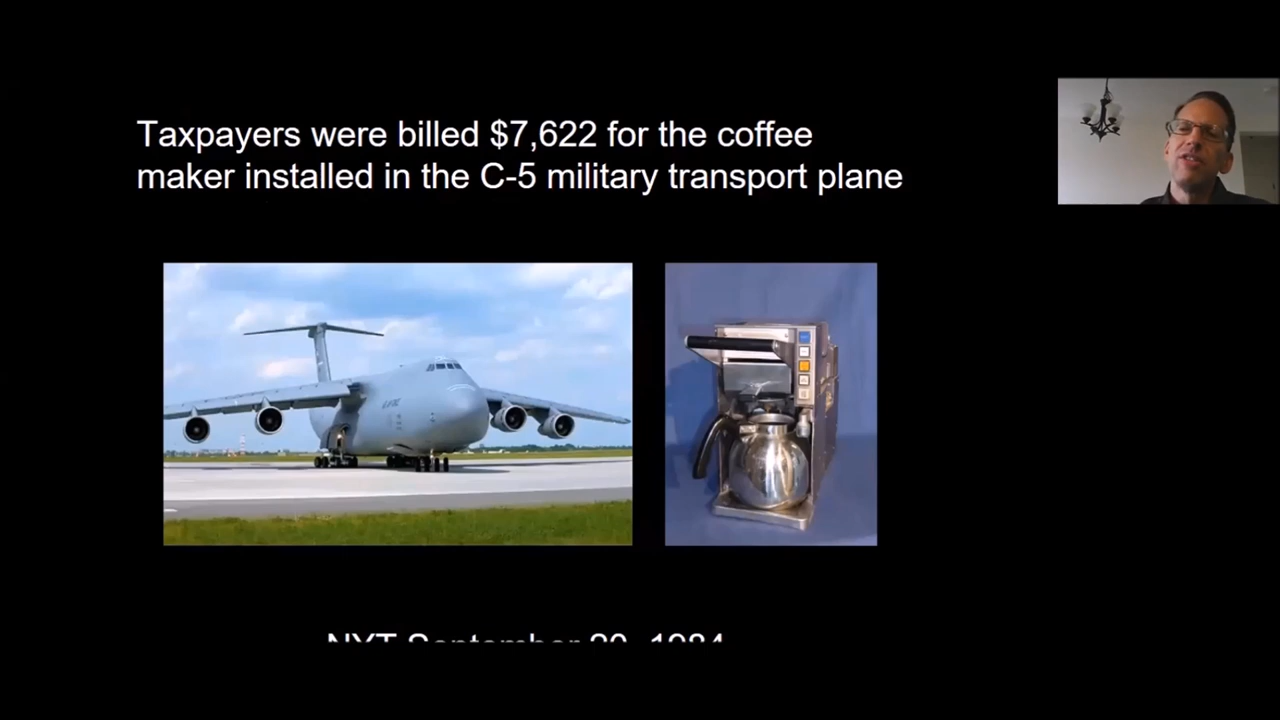 Taxpayers were billed $7,622 for the coffee
maker installed in the C-5 military transport plane
NYT September 20, 1984